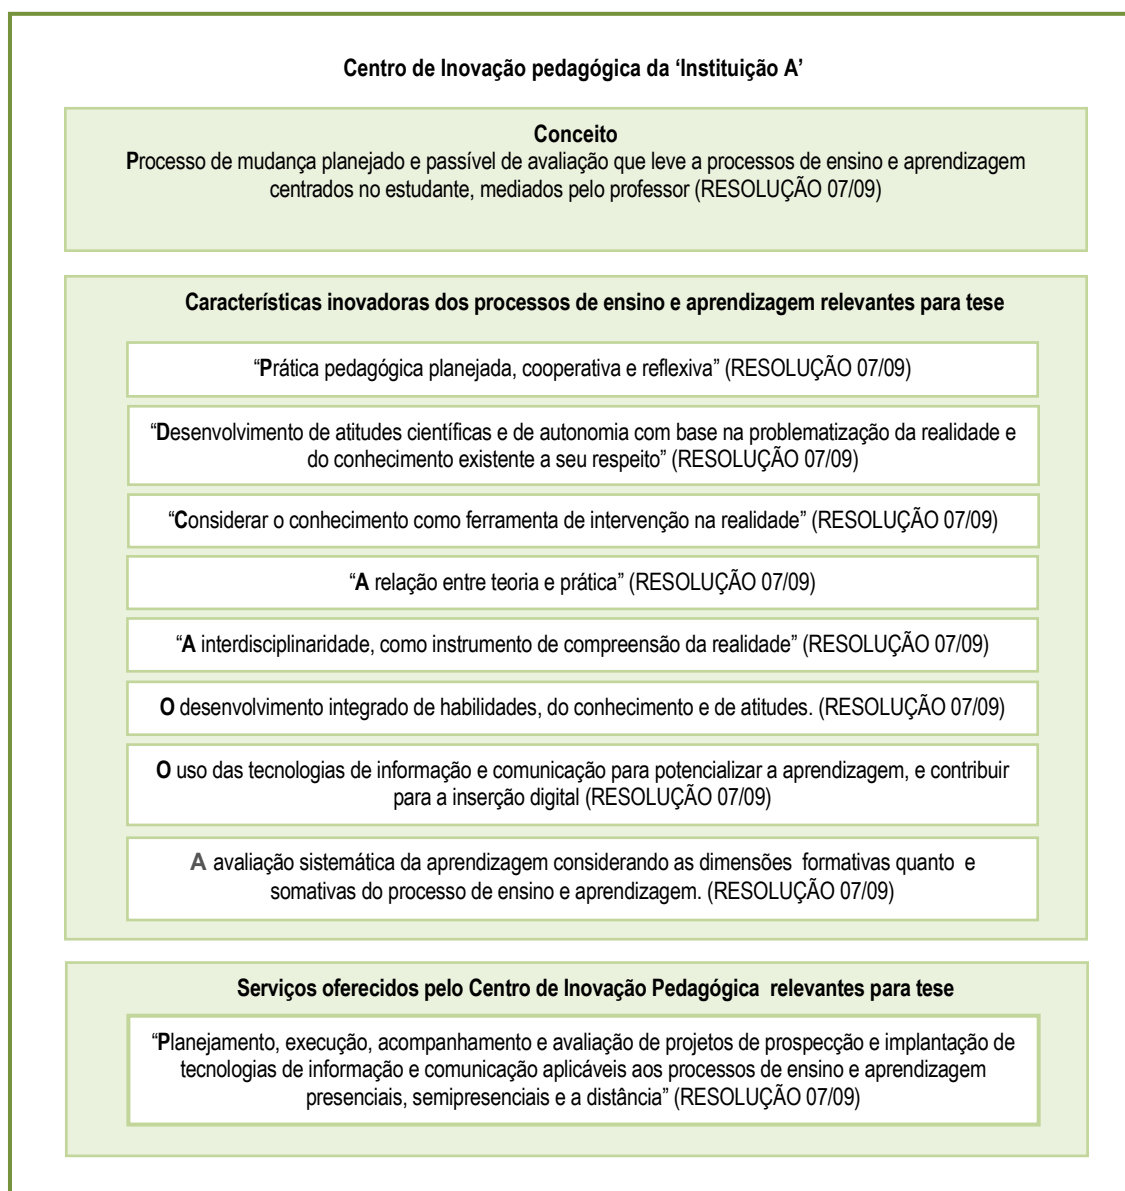 Centro de Inovação pedagógica da ‘Instituição A’
Conceito
Processo de mudança planejado e passível de avaliação que leve a processos de ensino e aprendizagem
centrados no estudante, mediados pelo professor (RESOLUÇÃO 07/09)
Características inovadoras dos processos de ensino e aprendizagem relevantes para tese
“Prática pedagógica planejada, cooperativa e reflexiva” (RESOLUÇÃO 07/09)
“Desenvolvimento de atitudes científicas e de autonomia com base na problematização da realidade e
do conhecimento existente a seu respeito” (RESOLUÇÃO 07/09)
“Considerar o conhecimento como ferramenta de intervenção na realidade” (RESOLUÇÃO 07/09)
“A relação entre teoria e prática” (RESOLUÇÃO 07/09)
“A interdisciplinaridade, como instrumento de compreensão da realidade” (RESOLUÇÃO 07/09)
O desenvolvimento integrado de habilidades, do conhecimento e de atitudes. (RESOLUÇÃO 07/09)
O uso das tecnologias de informação e comunicação para potencializar a aprendizagem, e contribuir
para a inserção digital (RESOLUÇÃO 07/09)
A avaliação sistemática da aprendizagem considerando as dimensões formativas quanto e
somativas do processo de ensino e aprendizagem. (RESOLUÇÃO 07/09)
Serviços oferecidos pelo Centro de Inovação Pedagógica relevantes para tese
“Planejamento, execução, acompanhamento e avaliação de projetos de prospecção e implantação de
tecnologias de informação e comunicação aplicáveis aos processos de ensino e aprendizagem
presenciais, semipresenciais e a distância” (RESOLUÇÃO 07/09)